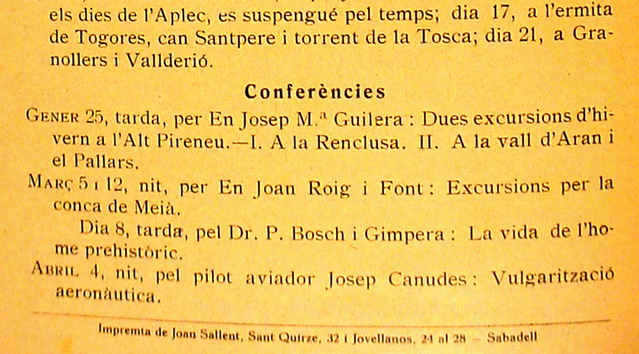 els dies de l'Aplec, es suspengué pel temps; dia 17, a l'ermita
de Togores, can Santpere i torrent de la Tosca; dia 21, a Gra-
nollers i Vallderió.
Conferències
GENER 25, tarda, per En Josep M.ª Guilera : Dues excursions d'hi-
vern a l'Alt Pireneu.—I. A la Renclusa. II. A la vall d'Aran i
el Pallars.
MARÇ 5 i 12, nit, per En Joan Roig i Font : Excursions per la
conca de Meià.
Dia 8, tarda, pel Dr. P. Bosch i Gimpera : La vida de l'ho-
me prehistòric.
ABRIL 4, nit, pel pilot aviador Josep Canudes : Vulgarització
aeronàutica.
Impremta de Joan Sallent, Sant Quirze, 32 i Jovellanos, 24 al 28 — Sabadell